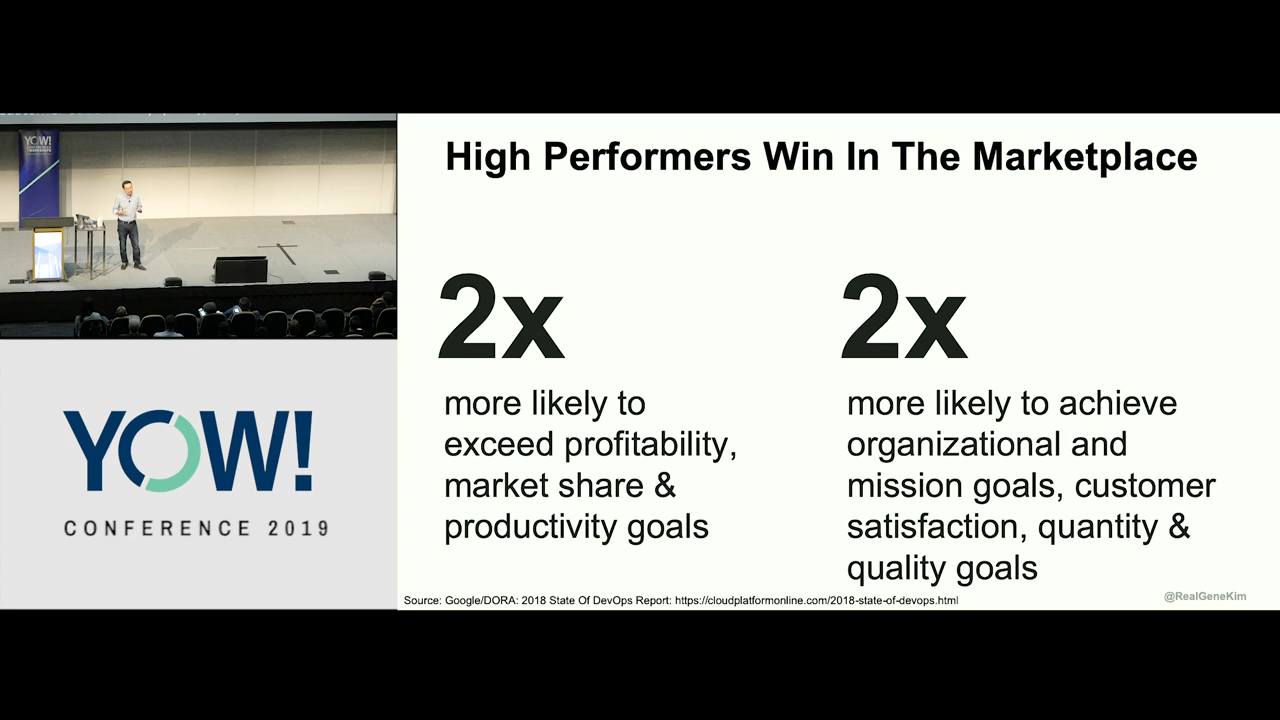 YOW!
High Performers Win In The Marketplace
2x
more likely to
exceed profitability,
market share &
productivity goals
2x
more likely to achieve
organizational and
mission goals, customer
satisfaction, quantity &
quality goals
YOW!
CONFERENCE 2019
Source: Google/DORA: 2018 State Of DevOps Report: https://cloudplatformonline.com/2018-state-of-devops.html
@RealGeneKim